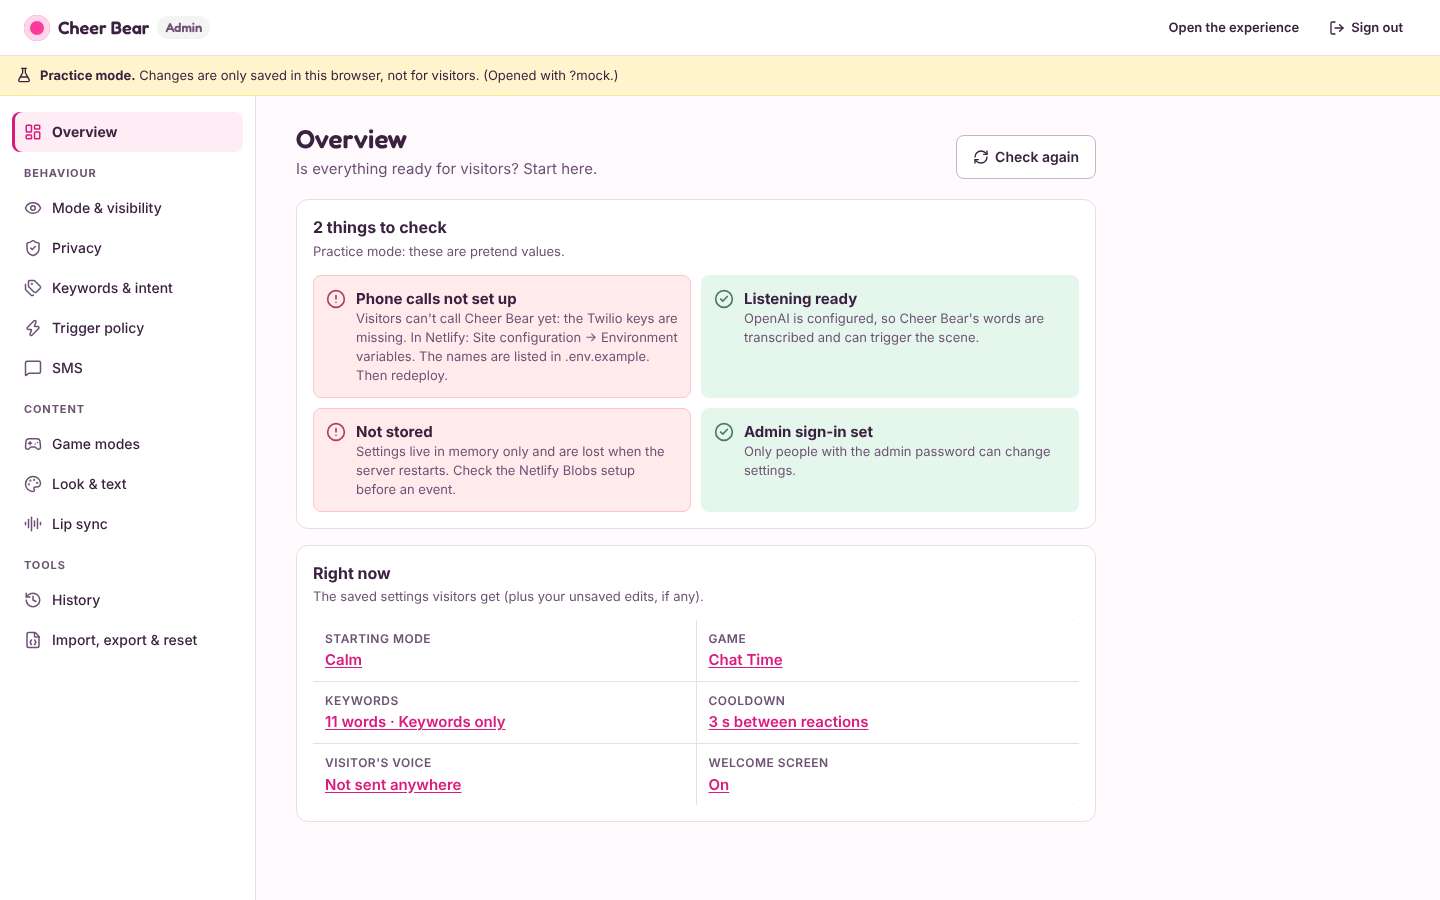 Cheer Bear Admin
Open the experience
Sign out
Practice mode. Changes are only saved in this browser, not for visitors. (Opened with ?mock.)
Overview
BEHAVIOUR
Mode & visibility
Privacy
Keywords & intent
Trigger policy
SMS
CONTENT
Game modes
Look & text
Lip sync
TOOLS
History
Import, export & reset
Overview
Is everything ready for visitors? Start here.
Check again
2 things to check
Practice mode: these are pretend values.
Phone calls not set up
Visitors can't call Cheer Bear yet: the Twilio keys are
missing. In Netlify: Site configuration → Environment
variables. The names are listed in .env.example.
Then redeploy.
Listening ready
OpenAI is configured, so Cheer Bear's words are
transcribed and can trigger the scene.
Not stored
Settings live in memory only and are lost when the
server restarts. Check the Netlify Blobs setup
before an event.
Admin sign-in set
Only people with the admin password can change
settings.
Right now
The saved settings visitors get (plus your unsaved edits, if any).
STARTING MODE
Calm
GAME
Chat Time
KEYWORDS
11 words · Keywords only
COOLDOWN
3 s between reactions
VISITOR'S VOICE
Not sent anywhere
WELCOME SCREEN
On